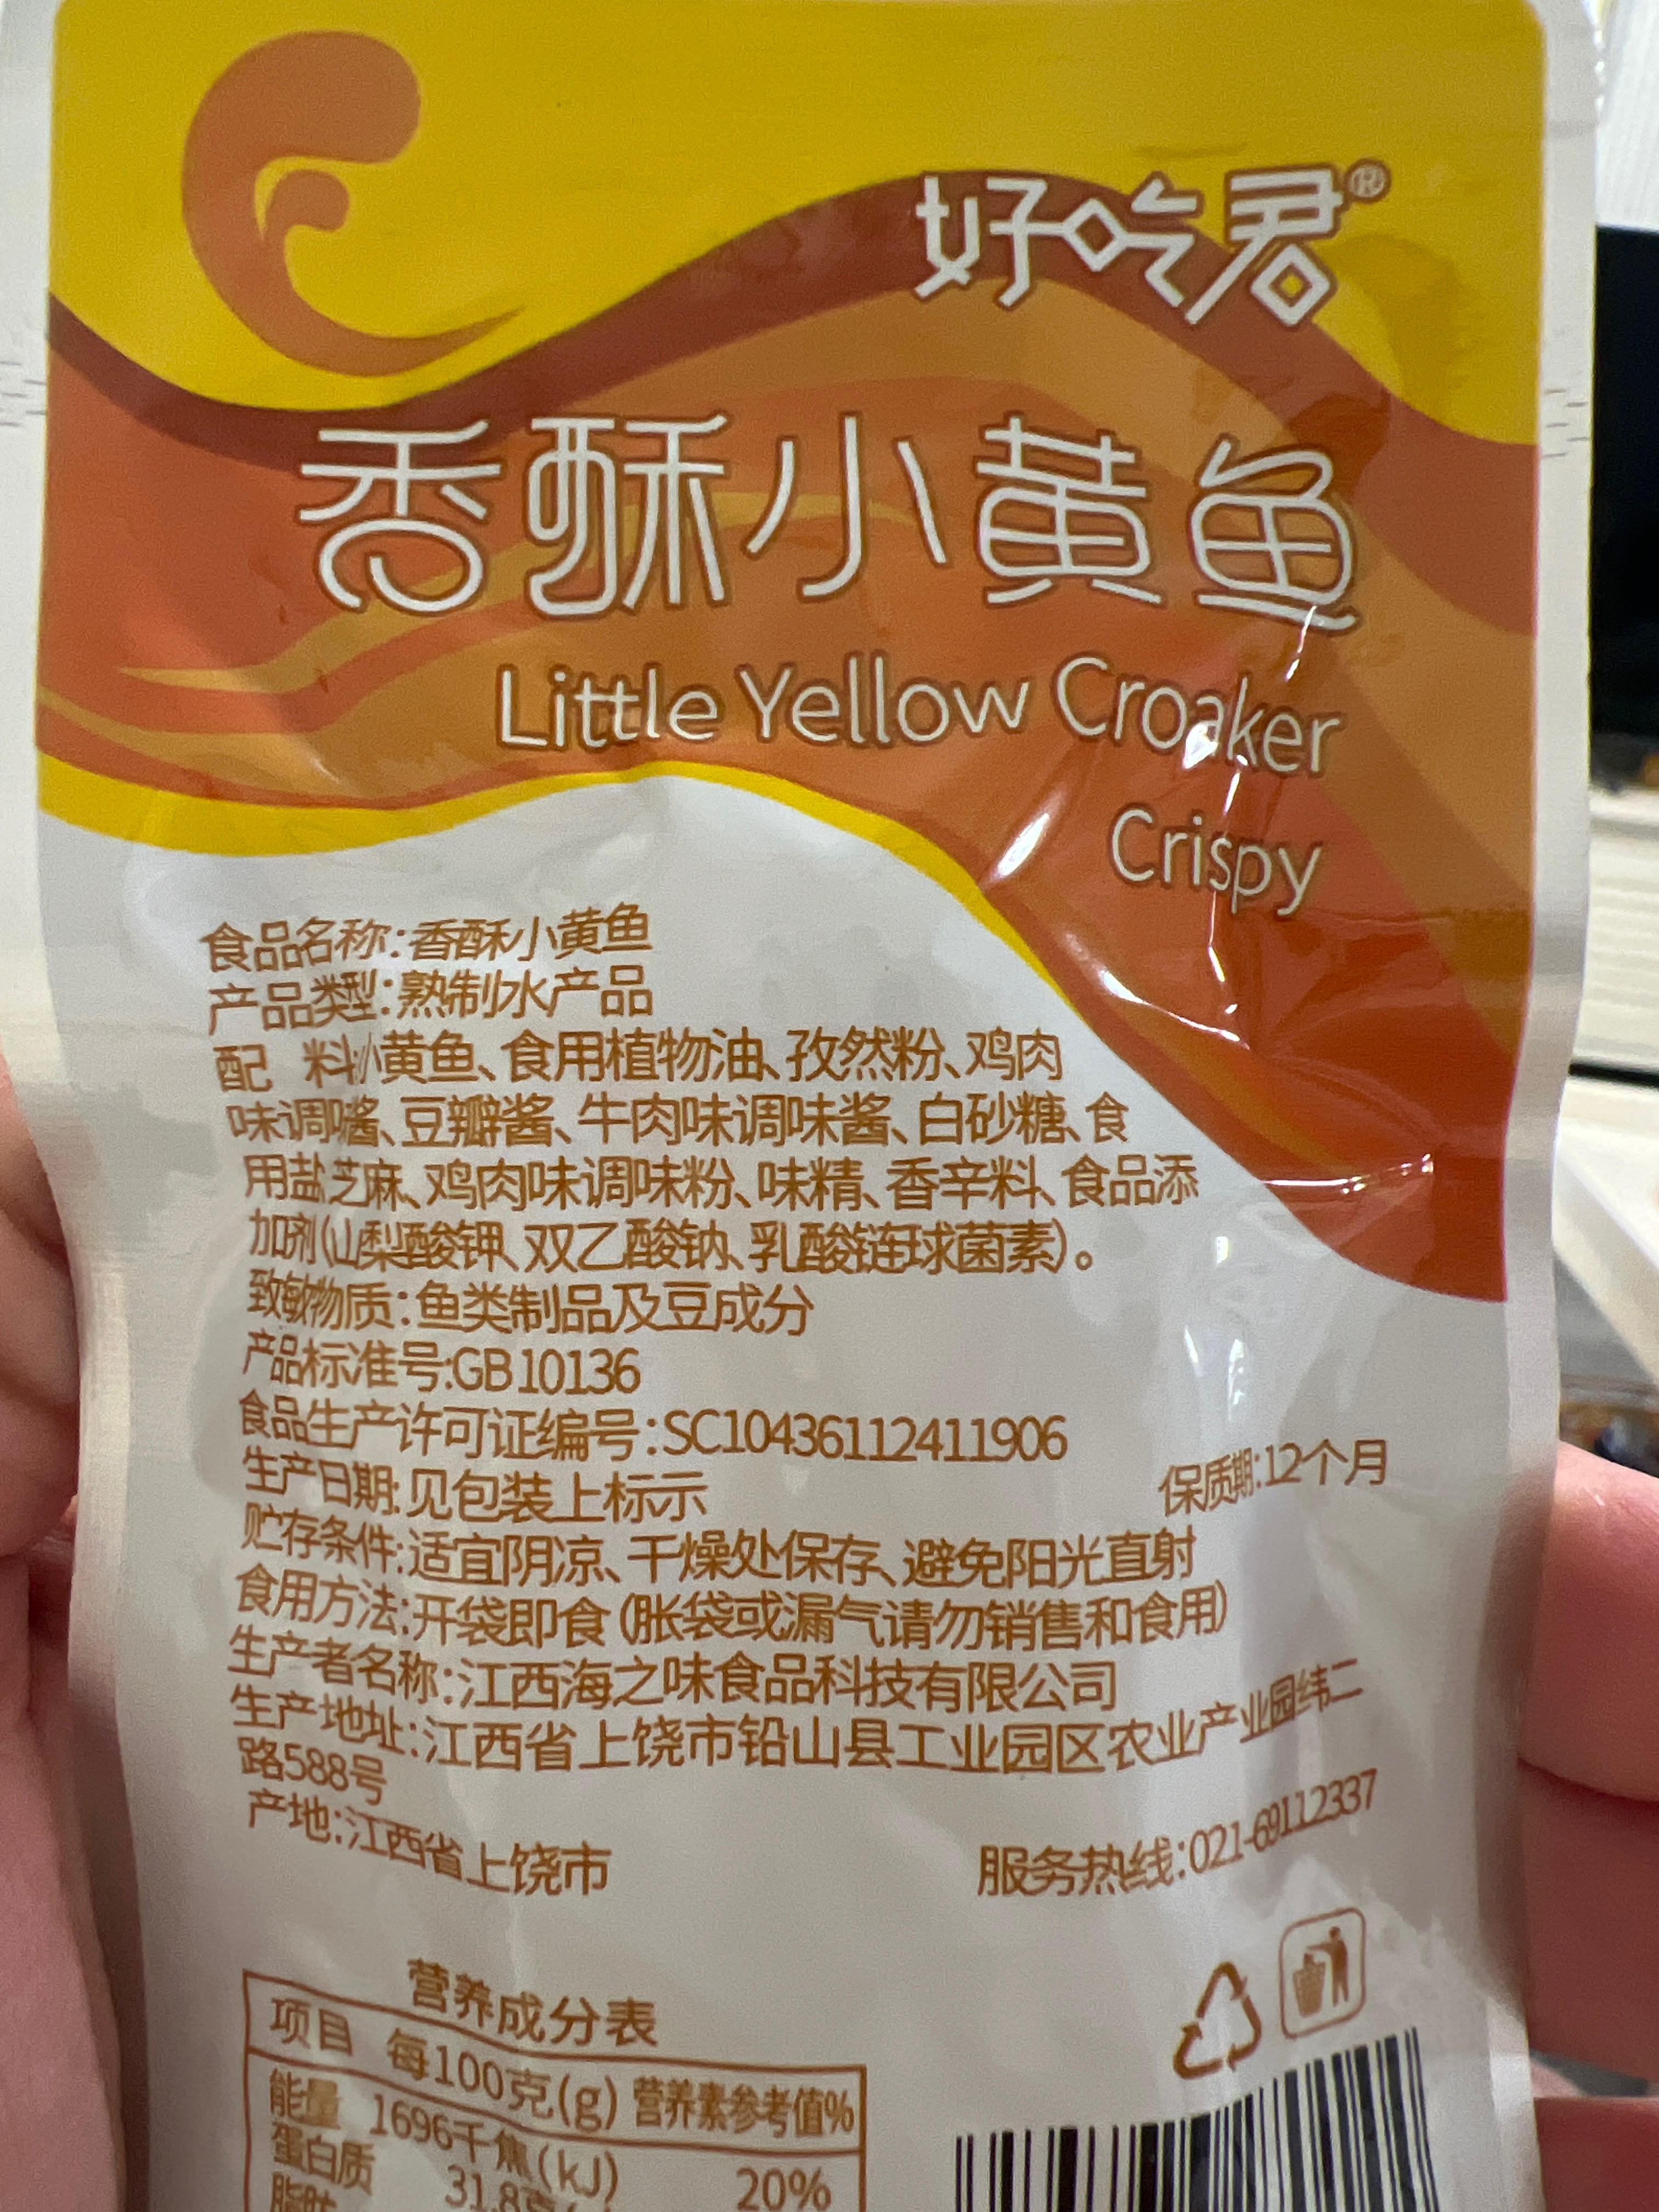 好吃君®
香酥小黄鱼
Little Yellow Croaker
Crispy
食品名称:香酥小黄鱼
产品类型:熟制水产品
配 料:小黄鱼、食用植物油、孜然粉、鸡肉
味调味酱、豆瓣酱、牛肉味调味酱、白砂糖、食
用盐、芝麻、鸡肉味调味粉、味精、香辛料、食品添
加剂(山梨酸钾、双乙酸钠、乳酸链球菌素)。
致敏物质:鱼类制品及豆成分
产品标准号:GB 10136
食品生产许可证编号:SC10436112411906
生产日期:见包装上标示 保质期:12个月
贮存条件:适宜阴凉、干燥处保存、避免阳光直射
食用方法:开袋即食(胀袋或漏气请勿销售和食用)
生产者名称:江西海之味食品科技有限公司
生产地址:江西省上饶市铅山县工业园区农业产业园纬二
路588号
产地:江西省上饶市 服务热线:021-69112337
营养成分表
项目 每100克(g) 营养素参考值%
能量 1696千焦(kJ) 20%
蛋白质 31.8克